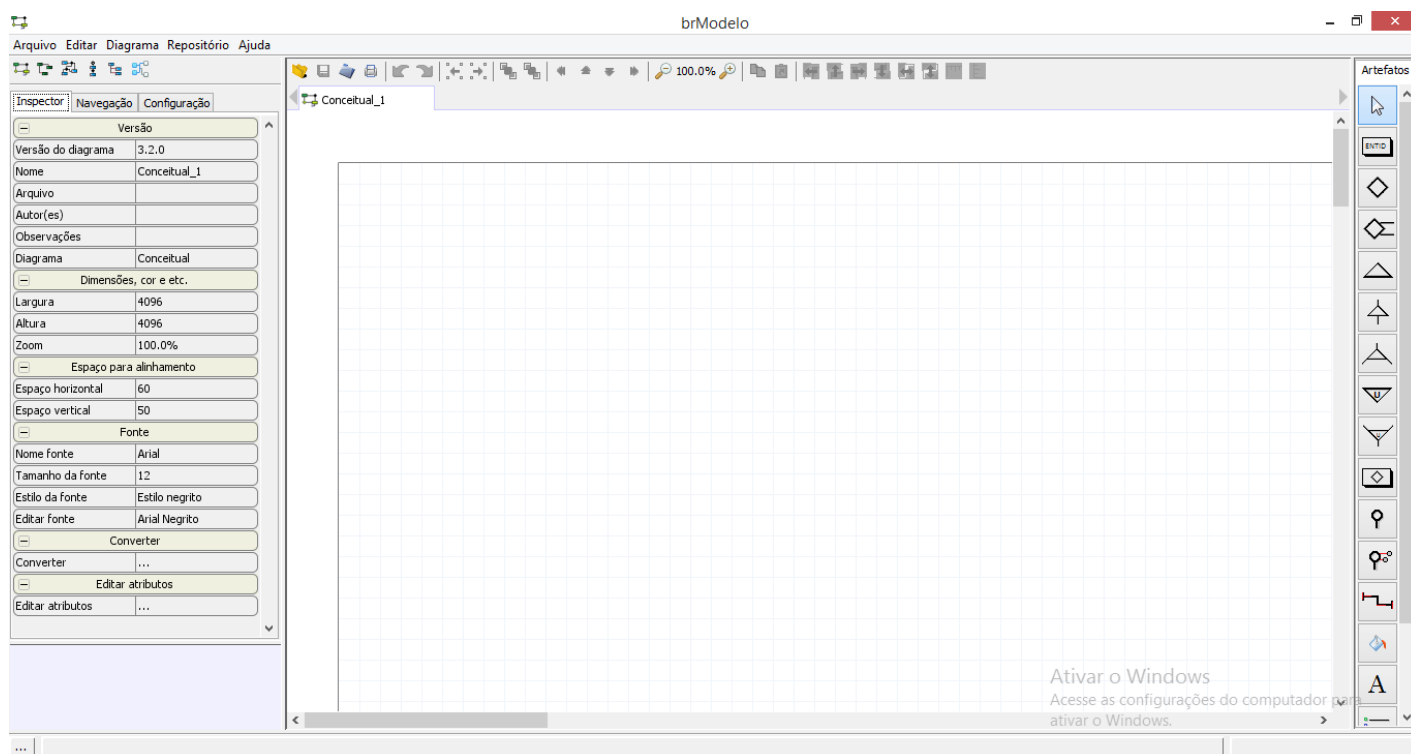 brModelo
Arquivo Editar Diagrama Repositório Ajuda
100.0%
Artefatos
Inspector Navegação Configuração
Conceitual_1
Versão
Versão do diagrama 3.2.0
Nome Conceitual_1
Arquivo
Autor(es)
Observações
Diagrama Conceitual
Dimensões, cor e etc.
Largura 4096
Altura 4096
Zoom 100.0%
Espaço para alinhamento
Espaço horizontal 60
Espaço vertical 50
Fonte
Nome fonte Arial
Tamanho da fonte 12
Estilo da fonte Estilo negrito
Editar fonte Arial Negrito
Converter
Converter ...
Editar atributos
Editar atributos ...
ENTID
U
A
Ativar o Windows
Acesse as configurações do computador para
ativar o Windows.
...